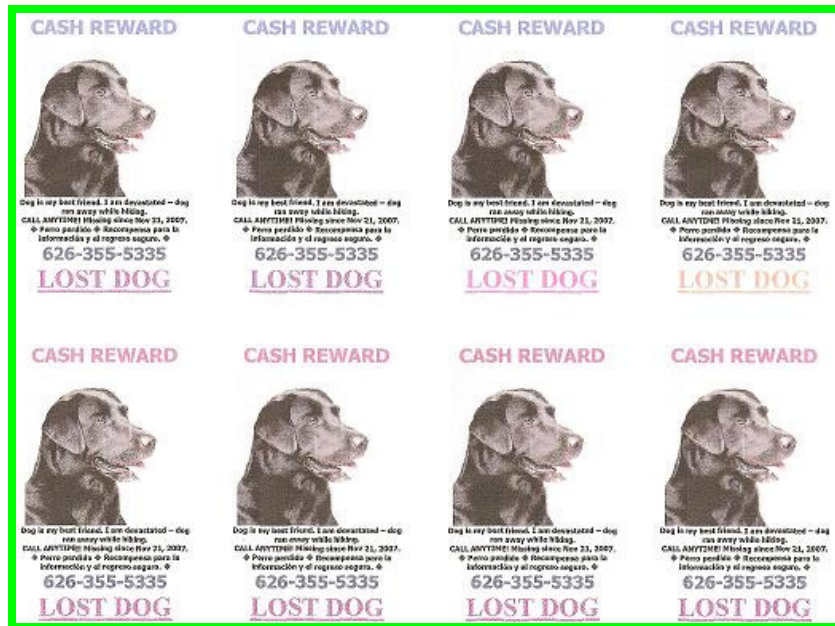 CASH REWARD CASH REWARD CASH REWARD CASH REWARD
Dog is my best friend. I am devastated — dog Dog is my best friend. I am devastated — dog Dog is my best friend. I am devastated — dog Dog is my best friend. I am devastated — dog
ran away while hiking. ran away while hiking. ran away while hiking. ran away while hiking.
CALL ANYTIME! Missing since Nov 21, 2007. CALL ANYTIME! Missing since Nov 21, 2007. CALL ANYTIME! Missing since Nov 21, 2007. CALL ANYTIME! Missing since Nov 21, 2007.
❖ Perro perdido ❖ Recompensa para la ❖ Perro perdido ❖ Recompensa para la ❖ Perro perdido ❖ Recompensa para la ❖ Perro perdido ❖ Recompensa para la
información y el regreso seguro. ❖ información y el regreso seguro. ❖ información y el regreso seguro. ❖ información y el regreso seguro. ❖
626-355-5335 626-355-5335 626-355-5335 626-355-5335
LOST DOG LOST DOG LOST DOG LOST DOG
CASH REWARD CASH REWARD CASH REWARD CASH REWARD
Dog is my best friend. I am devastated — dog Dog is my best friend. I am devastated — dog Dog is my best friend. I am devastated — dog Dog is my best friend. I am devastated — dog
ran away while hiking. ran away while hiking. ran away while hiking. ran away while hiking.
CALL ANYTIME! Missing since Nov 21, 2007. CALL ANYTIME! Missing since Nov 21, 2007. CALL ANYTIME! Missing since Nov 21, 2007. CALL ANYTIME! Missing since Nov 21, 2007.
❖ Perro perdido ❖ Recompensa para la ❖ Perro perdido ❖ Recompensa para la ❖ Perro perdido ❖ Recompensa para la ❖ Perro perdido ❖ Recompensa para la
información y el regreso seguro. ❖ información y el regreso seguro. ❖ información y el regreso seguro. ❖ información y el regreso seguro. ❖
626-355-5335 626-355-5335 626-355-5335 626-355-5335
LOST DOG LOST DOG LOST DOG LOST DOG